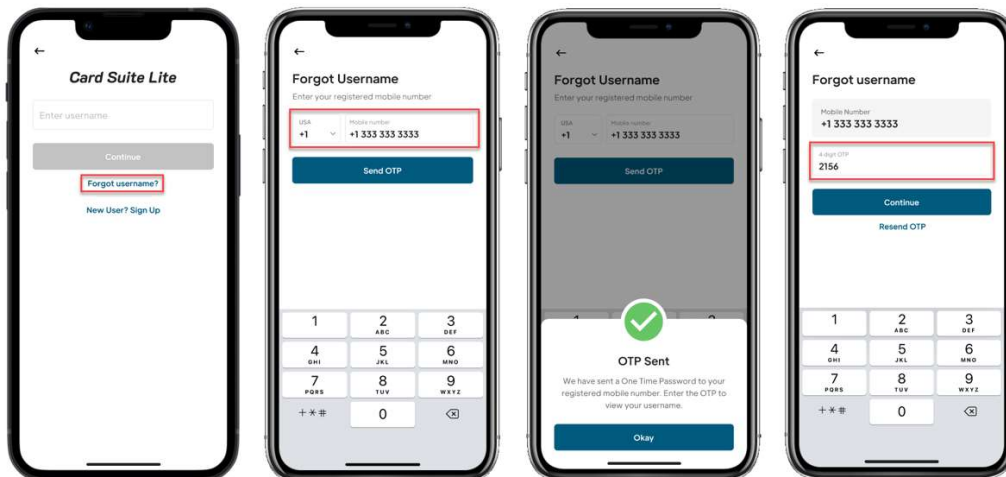 ←
Card Suite Lite
Enter username
Continue
Forgot username?
New User? Sign Up
←
Forgot Username
Enter your registered mobile number
USA
+1
Mobile number
+1 333 333 3333
Send OTP
1
2
ABC
3
DEF
4
GHI
5
JKL
6
MNO
7
PQRS
8
TUV
9
WXYZ
+*#
0
←
Forgot Username
Enter your registered mobile number
USA
+1
Mobile number
+1 333 333 3333
Send OTP
OTP Sent
We have sent a One Time Password to your
registered mobile number. Enter the OTP to
view your username.
Okay
←
Forgot username
Mobile Number
+1 333 333 3333
4 digit OTP
2156
Continue
Resend OTP
1
2
ABC
3
DEF
4
GHI
5
JKL
6
MNO
7
PQRS
8
TUV
9
WXYZ
+*#
0